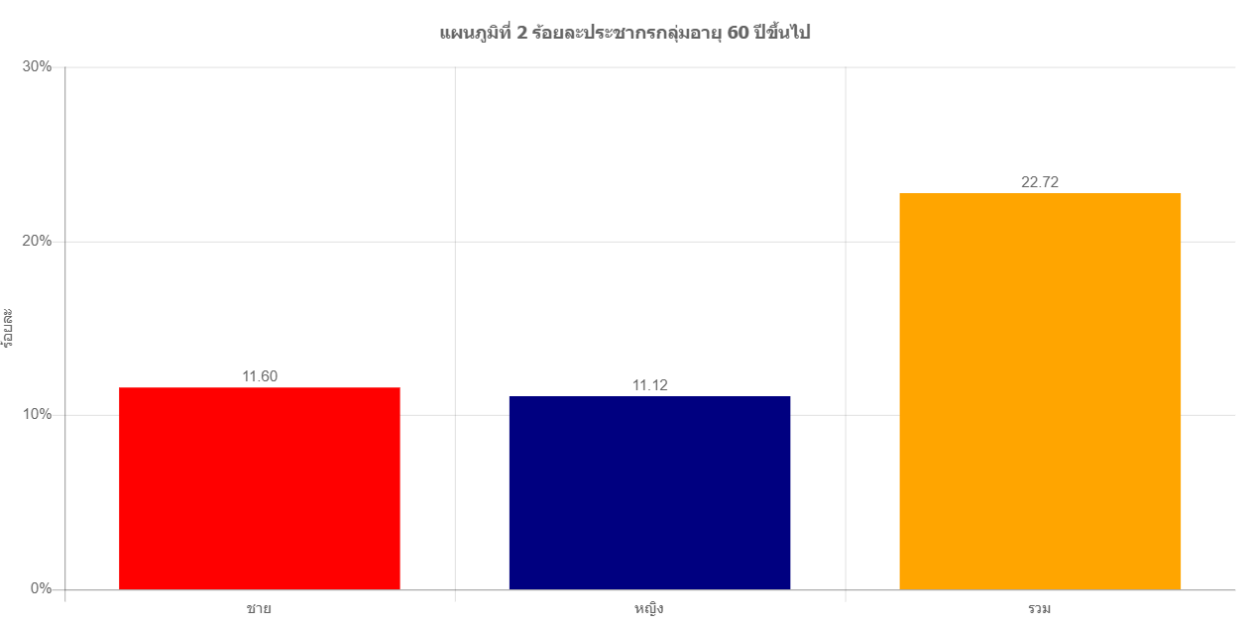 แผนภูมิที่ 2 ร้อยละประชากรกลุ่มอายุ 60 ปีขึ้นไป
30%
20%
10%
0%
ร้อยละ
11.60
11.12
22.72
ชาย
หญิง
รวม